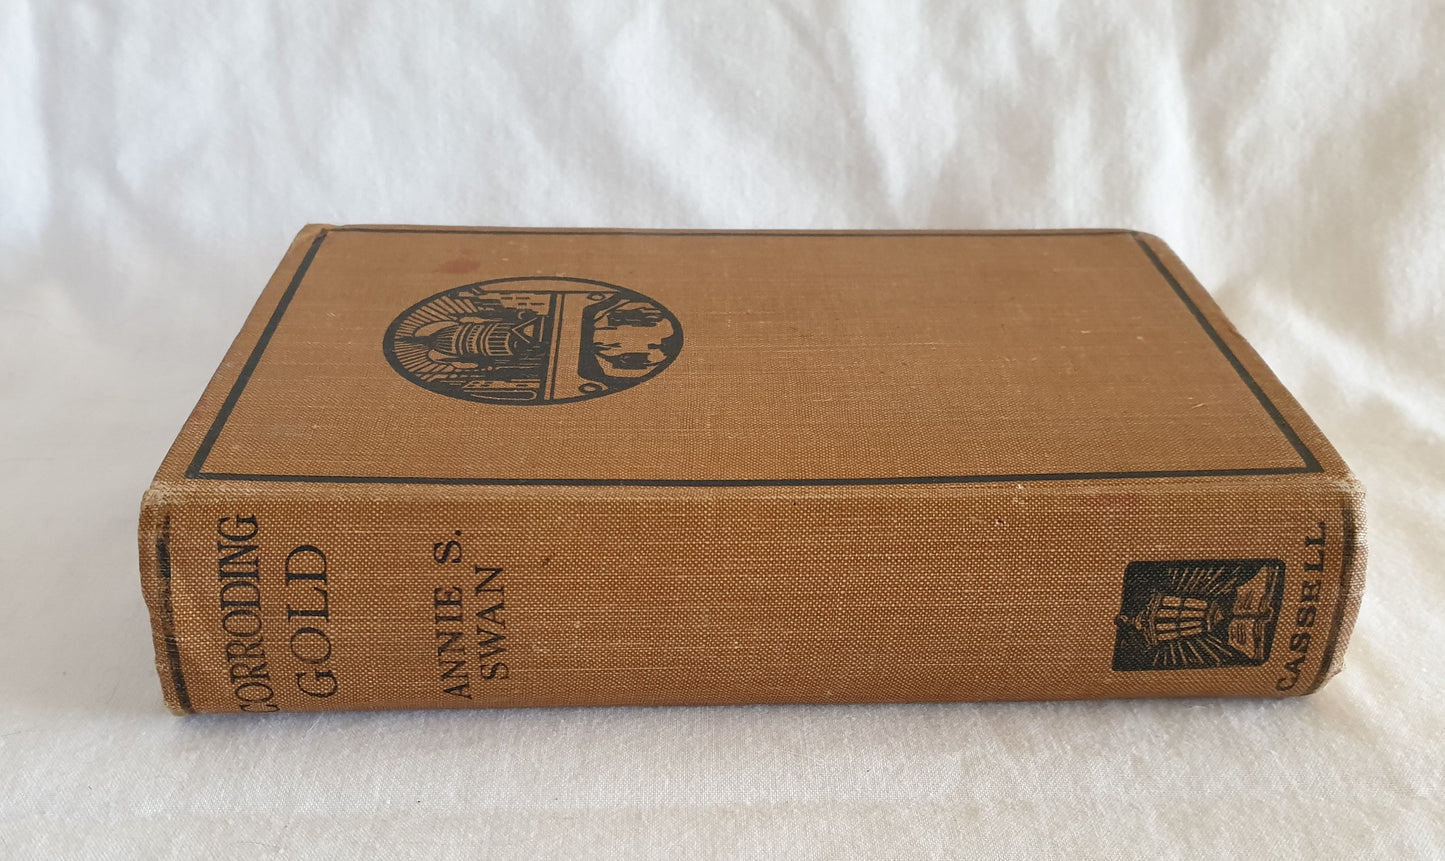 CORRODING
GOLD
ANNIE S.
SWAN
CASSELL